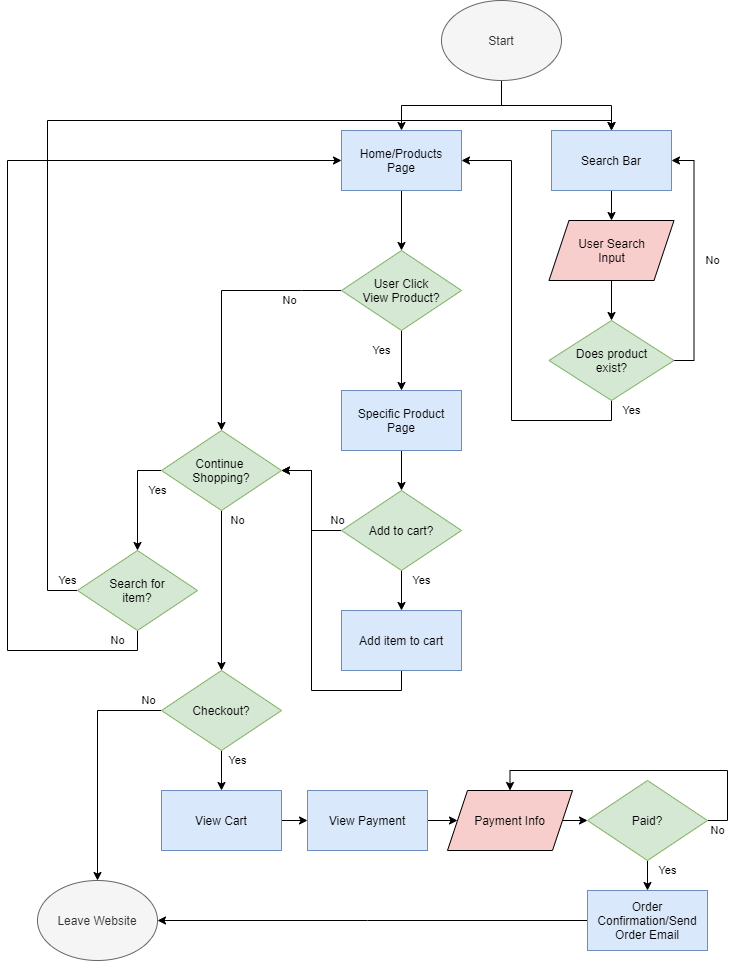 Start
Home/Products
Page
Search Bar
User Search
Input
No
User Click
View Product?
No
Does product
exist?
Yes
Yes
Specific Product
Page
Continue
Shopping?
Yes
No
No
Add to cart?
Yes
Yes
Search for
item?
No
Add item to cart
No
Checkout?
Yes
View Cart
View Payment
Payment Info
Paid?
No
Yes
Leave Website
Order
Confirmation/Send
Order Email